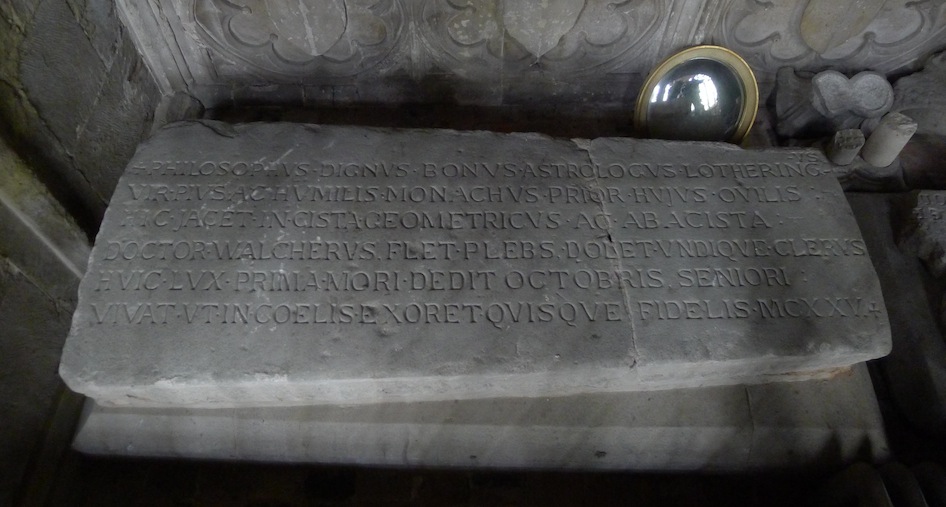 PHILOSOPHVS · DIGNVS · BONVS · ASTROLOGVS · LOTHERINGVS
VIR · PIVS · AC · HVMILIS · MONACHVS · PRIOR · HVJVS · OVILIS ·
HIC · JACET · IN · CISTA · GEOMETRICVS · AC · ABACISTA
DOCTOR · WALCHERVS · FLET · PLEBS · DOLET · VNDIQVE · CLERVS
HVIC · LVX · PRIMA · MORI · DEDIT · OCTOBRIS · SENIORI ·
VIVAT · VT · IN · COELIS · EXORET · QVISQVE · FIDELIS · MCXXV ·